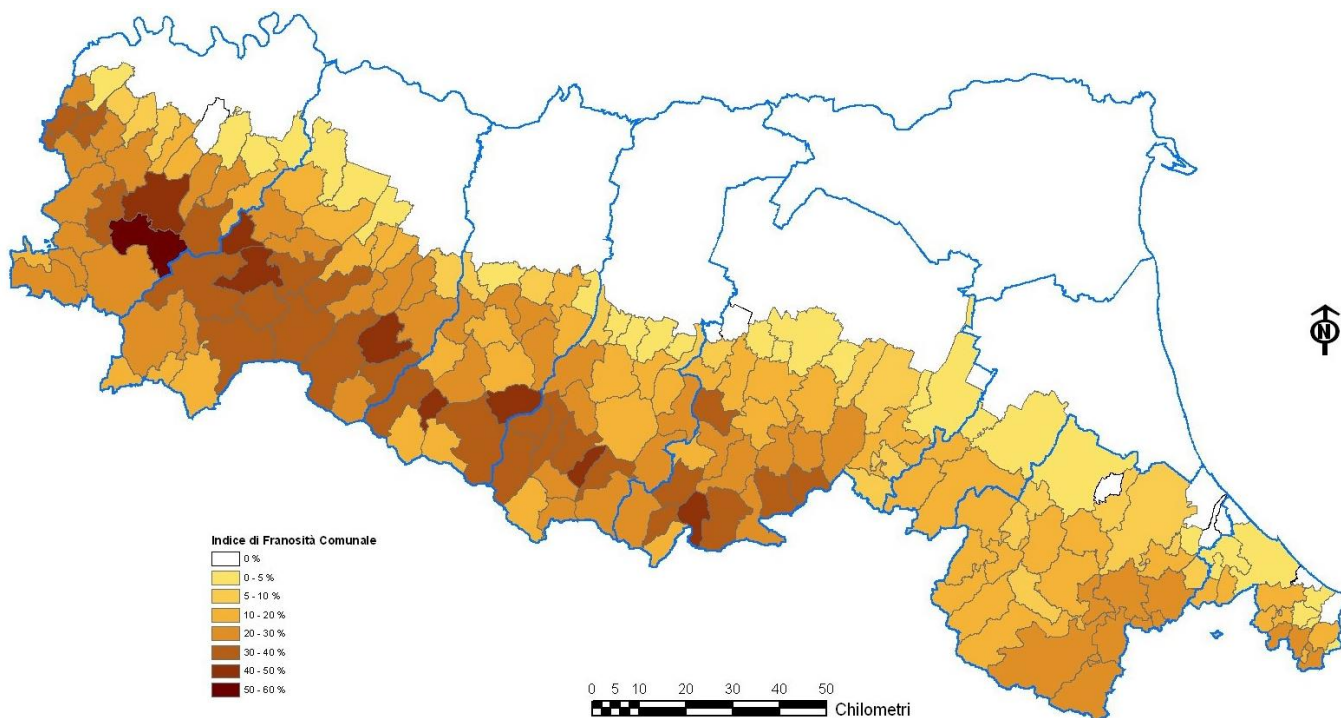 N
Indice di Franosità Comunale
0 %
0 - 5 %
5 - 10 %
10 - 20 %
20 - 30 %
30 - 40 %
40 - 50 %
50 - 60 %
0 5 10 20 30 40 50
Chilometri